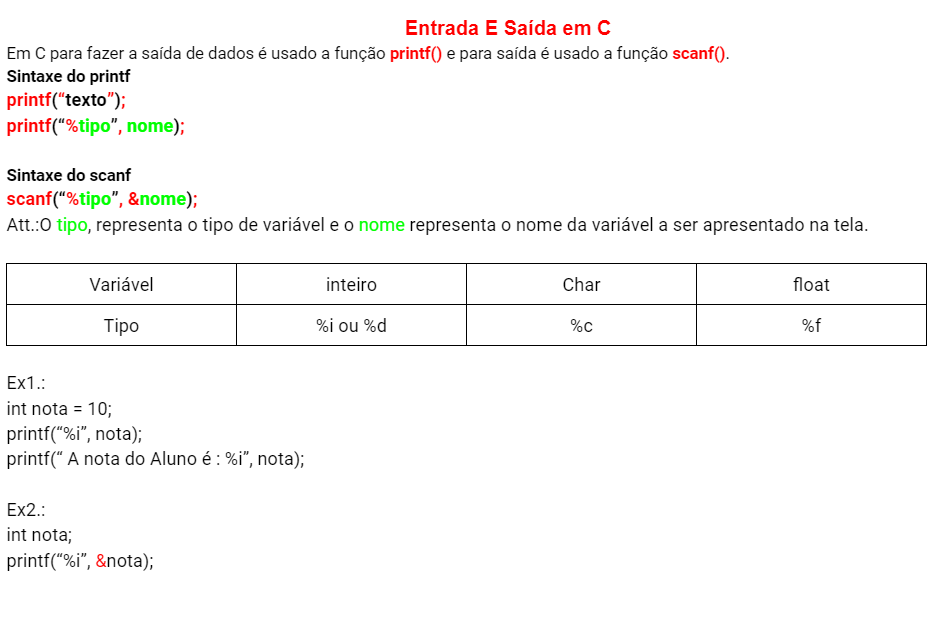 Entrada E Saída em C
Em C para fazer a saída de dados é usado a função printf() e para saída é usado a função scanf().
Sintaxe do printf
printf(“texto”);
printf(“%tipo”, nome);
Sintaxe do scanf
scanf(“%tipo”, &nome);
Att.:O tipo, representa o tipo de variável e o nome representa o nome da variável a ser apresentado na tela.
Variável inteiro Char float
Tipo %i ou %d %c %f
Ex1.:
int nota = 10;
printf(“%i”, nota);
printf(“ A nota do Aluno é : %i”, nota);
Ex2.:
int nota;
printf(“%i”, &nota);